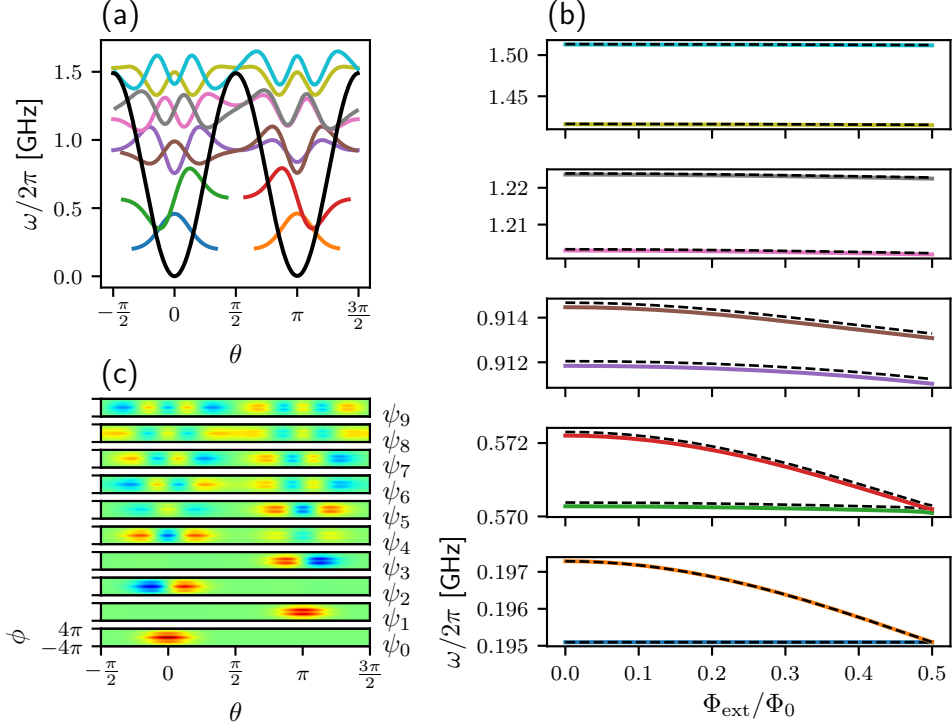 (a)
ω/2π [GHz]
1.5
1.0
0.5
0.0
−π/2
0
π/2
π
3π/2
θ
(c)
ψ9
ψ8
ψ7
ψ6
ψ5
ψ4
ψ3
ψ2
ψ1
ψ0
ϕ
4π
−4π
−π/2
0
π/2
π
3π/2
θ
(b)
1.50
1.45
1.22
1.21
0.914
0.912
0.572
0.570
ω/2π [GHz]
0.197
0.196
0.195
0.0
0.1
0.2
0.3
0.4
0.5
Φext/Φ0